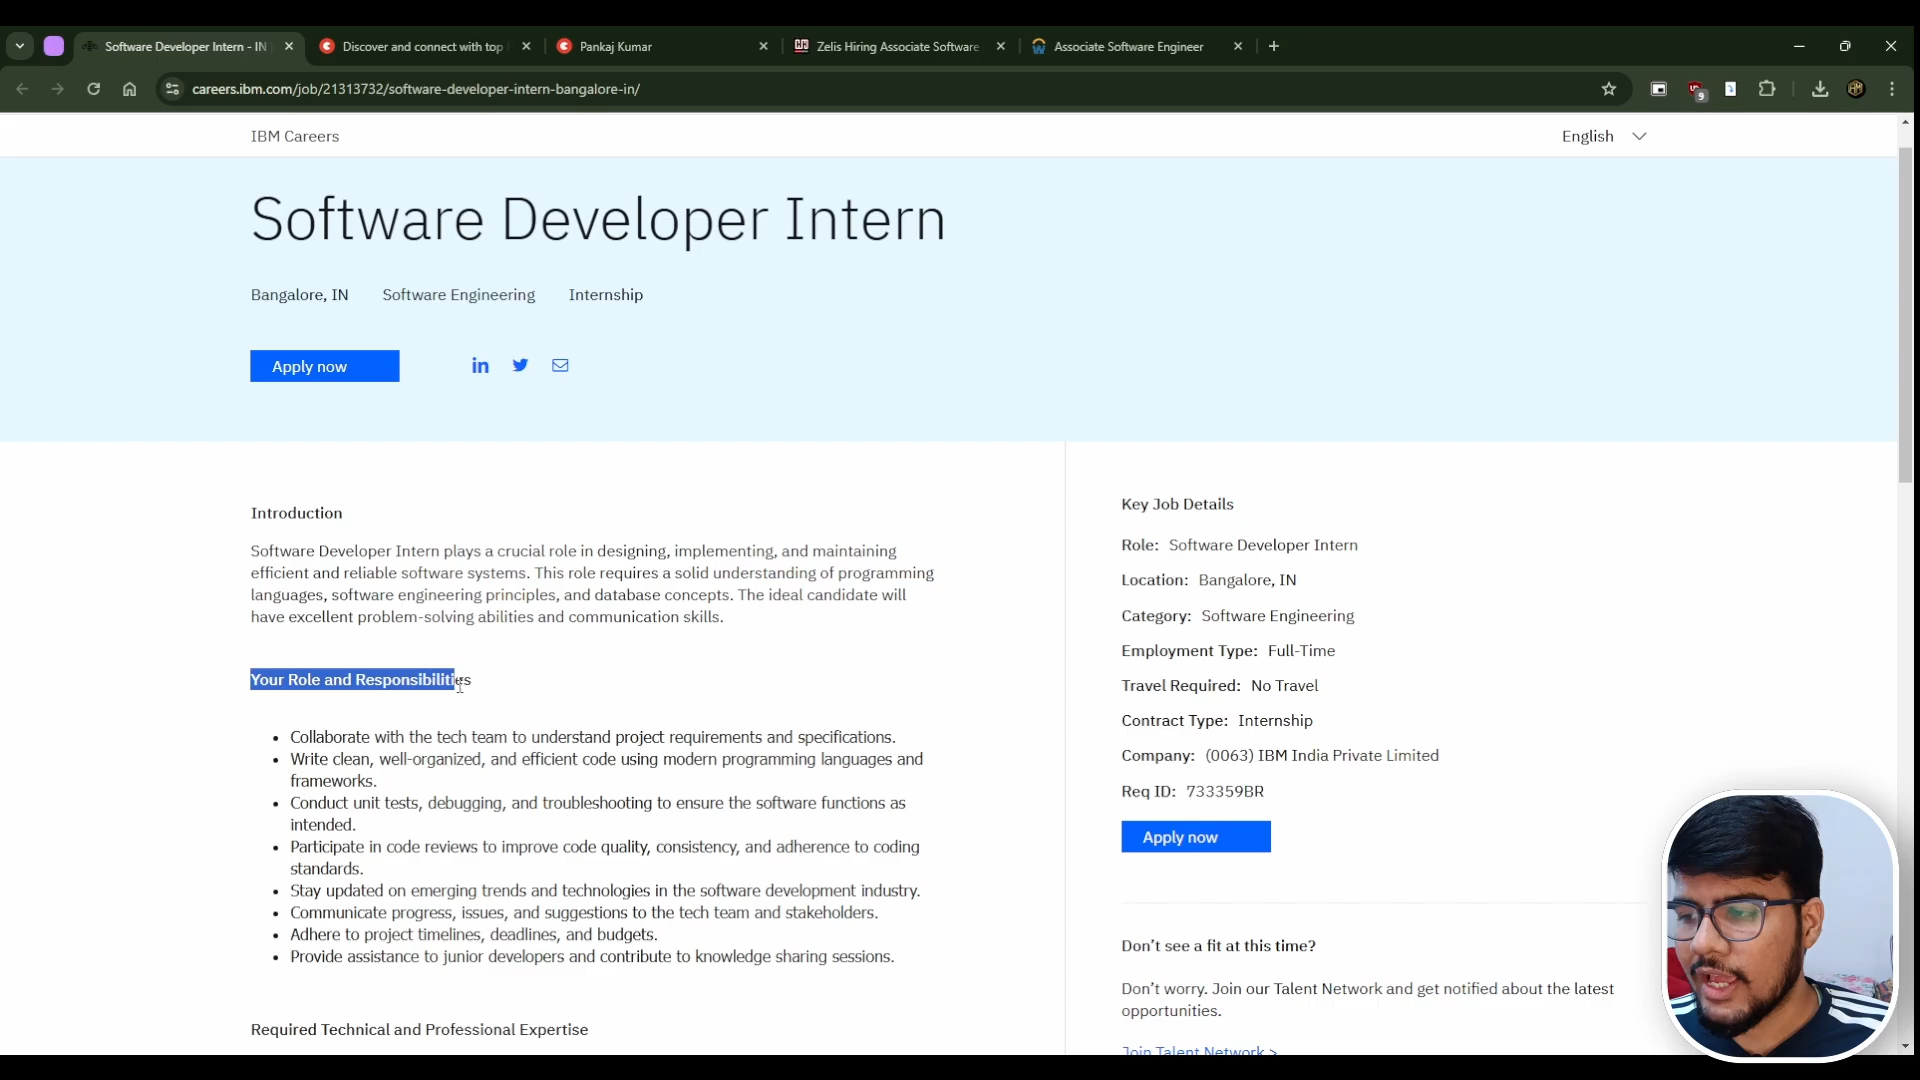 Software Developer Intern - IN
Discover and connect with top
Pankaj Kumar
Zelis Hiring Associate Software
Associate Software Engineer
careers.ibm.com/job/21313732/software-developer-intern-bangalore-in/
9
IBM Careers
English
Software Developer Intern
Bangalore, IN
Software Engineering
Internship
Apply now
in
Introduction
Software Developer Intern plays a crucial role in designing, implementing, and maintaining
efficient and reliable software systems. This role requires a solid understanding of programming
languages, software engineering principles, and database concepts. The ideal candidate will
have excellent problem-solving abilities and communication skills.
Your Role and Responsibilities
• Collaborate with the tech team to understand project requirements and specifications.
• Write clean, well-organized, and efficient code using modern programming languages and
frameworks.
• Conduct unit tests, debugging, and troubleshooting to ensure the software functions as
intended.
• Participate in code reviews to improve code quality, consistency, and adherence to coding
standards.
• Stay updated on emerging trends and technologies in the software development industry.
• Communicate progress, issues, and suggestions to the tech team and stakeholders.
• Adhere to project timelines, deadlines, and budgets.
• Provide assistance to junior developers and contribute to knowledge sharing sessions.
Required Technical and Professional Expertise
Key Job Details
Role: Software Developer Intern
Location: Bangalore, IN
Category: Software Engineering
Employment Type: Full-Time
Travel Required: No Travel
Contract Type: Internship
Company: (0063) IBM India Private Limited
Req ID: 733359BR
Apply now
Don't see a fit at this time?
Don't worry. Join our Talent Network and get notified about the latest
opportunities.
Join Talent Network >